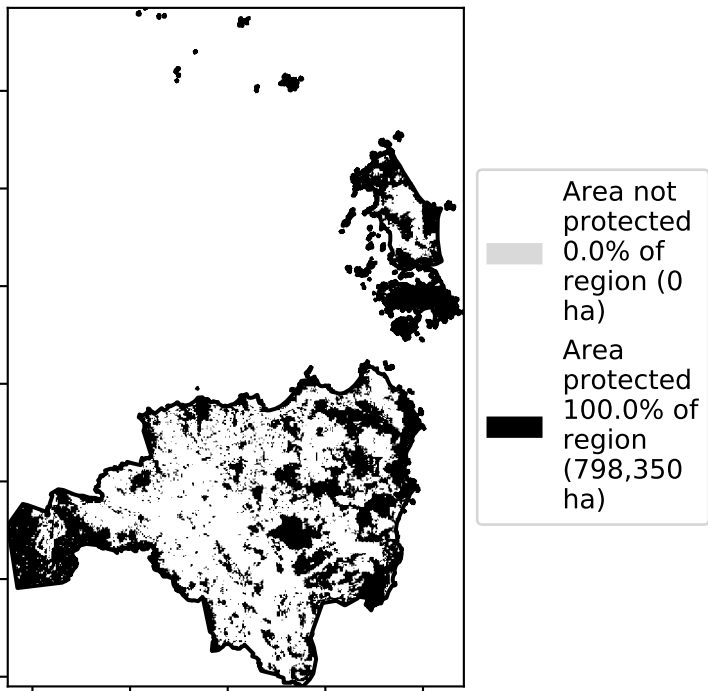 Area not
protected
0.0% of
region (0
ha)
Area
protected
100.0% of
region
(798,350
ha)